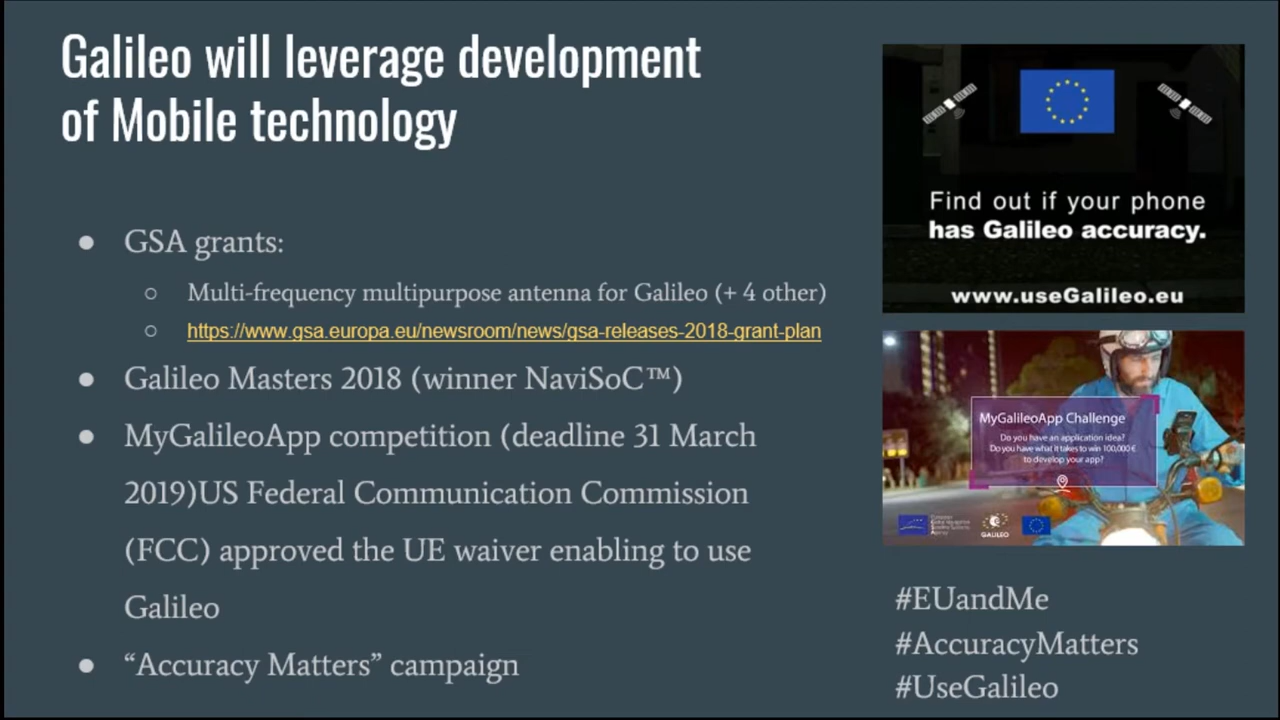 Galileo will leverage development
of Mobile technology
● GSA grants:
○ Multi-frequency multipurpose antenna for Galileo (+ 4 other)
○ https://www.gsa.europa.eu/newsroom/news/gsa-releases-2018-grant-plan
● Galileo Masters 2018 (winner NaviSoC™)
● MyGalileoApp competition (deadline 31 March
2019)US Federal Communication Commission
(FCC) approved the UE waiver enabling to use
Galileo
● “Accuracy Matters” campaign
Find out if your phone
has Galileo accuracy.
www.useGalileo.eu
MyGalileoApp Challenge
Do you have an application idea?
Do you have what it takes to win 100,000 €
to develop your app?
GALILEO
#EUandMe
#AccuracyMatters
#UseGalileo